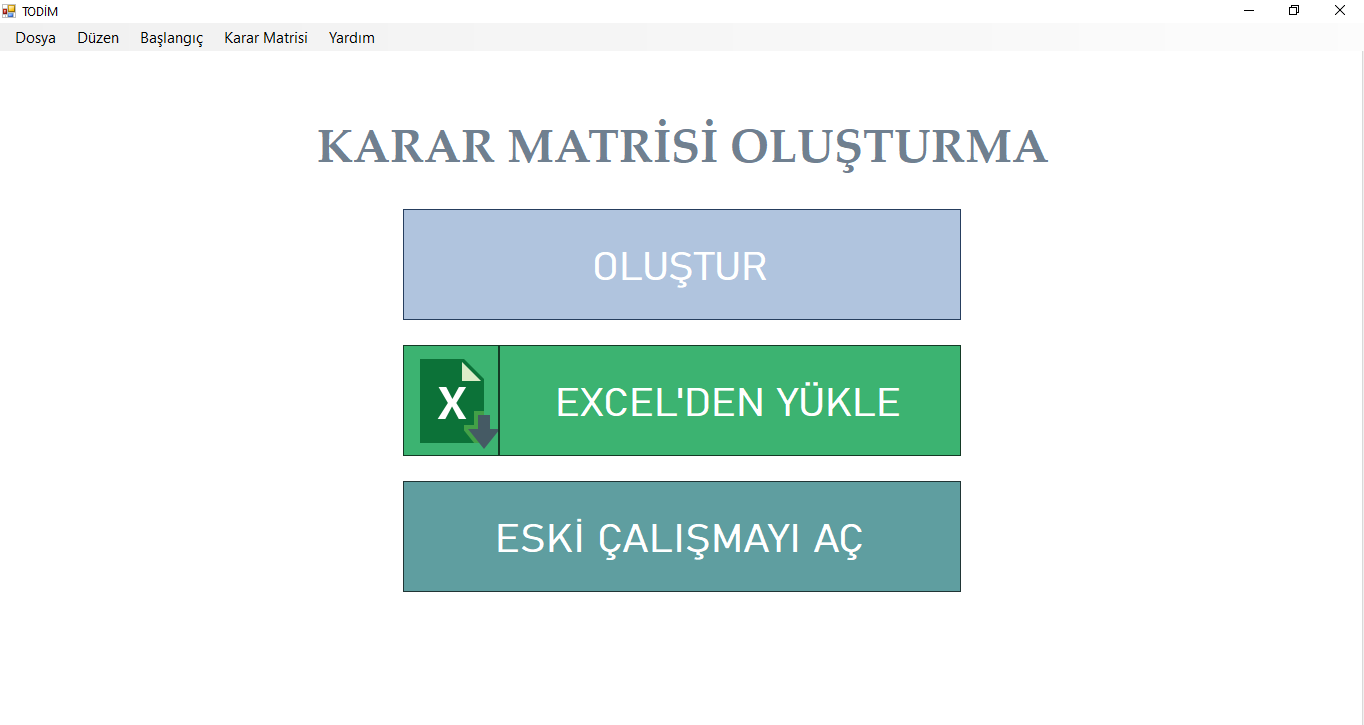 TODİM
Dosya Düzen Başlangıç Karar Matrisi Yardım
KARAR MATRİSİ OLUŞTURMA
OLUŞTUR
X
EXCEL'DEN YÜKLE
ESKİ ÇALIŞMAYI AÇ